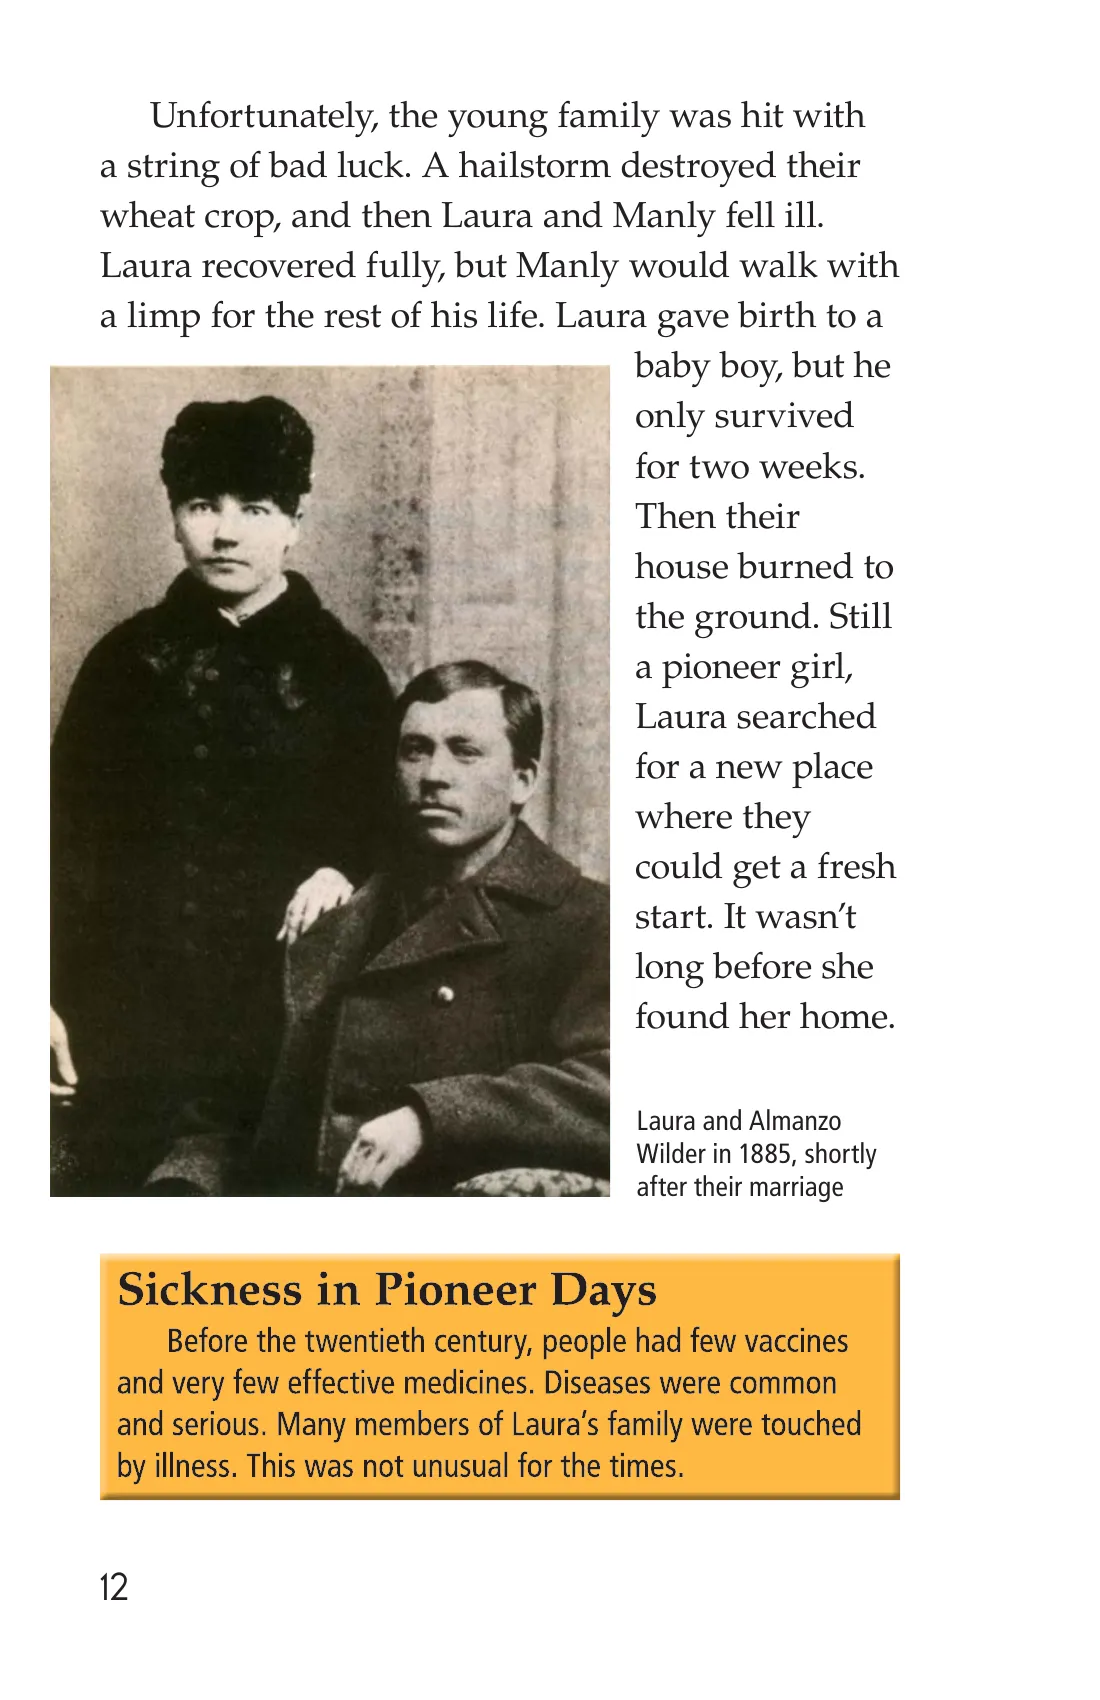 Unfortunately, the young family was hit with
a string of bad luck. A hailstorm destroyed their
wheat crop, and then Laura and Manly fell ill.
Laura recovered fully, but Manly would walk with
a limp for the rest of his life. Laura gave birth to a
baby boy, but he
only survived
for two weeks.
Then their
house burned to
the ground. Still
a pioneer girl,
Laura searched
for a new place
where they
could get a fresh
start. It wasn’t
long before she
found her home.
Laura and Almanzo
Wilder in 1885, shortly
after their marriage
Sickness in Pioneer Days
Before the twentieth century, people had few vaccines
and very few effective medicines. Diseases were common
and serious. Many members of Laura’s family were touched
by illness. This was not unusual for the times.
12